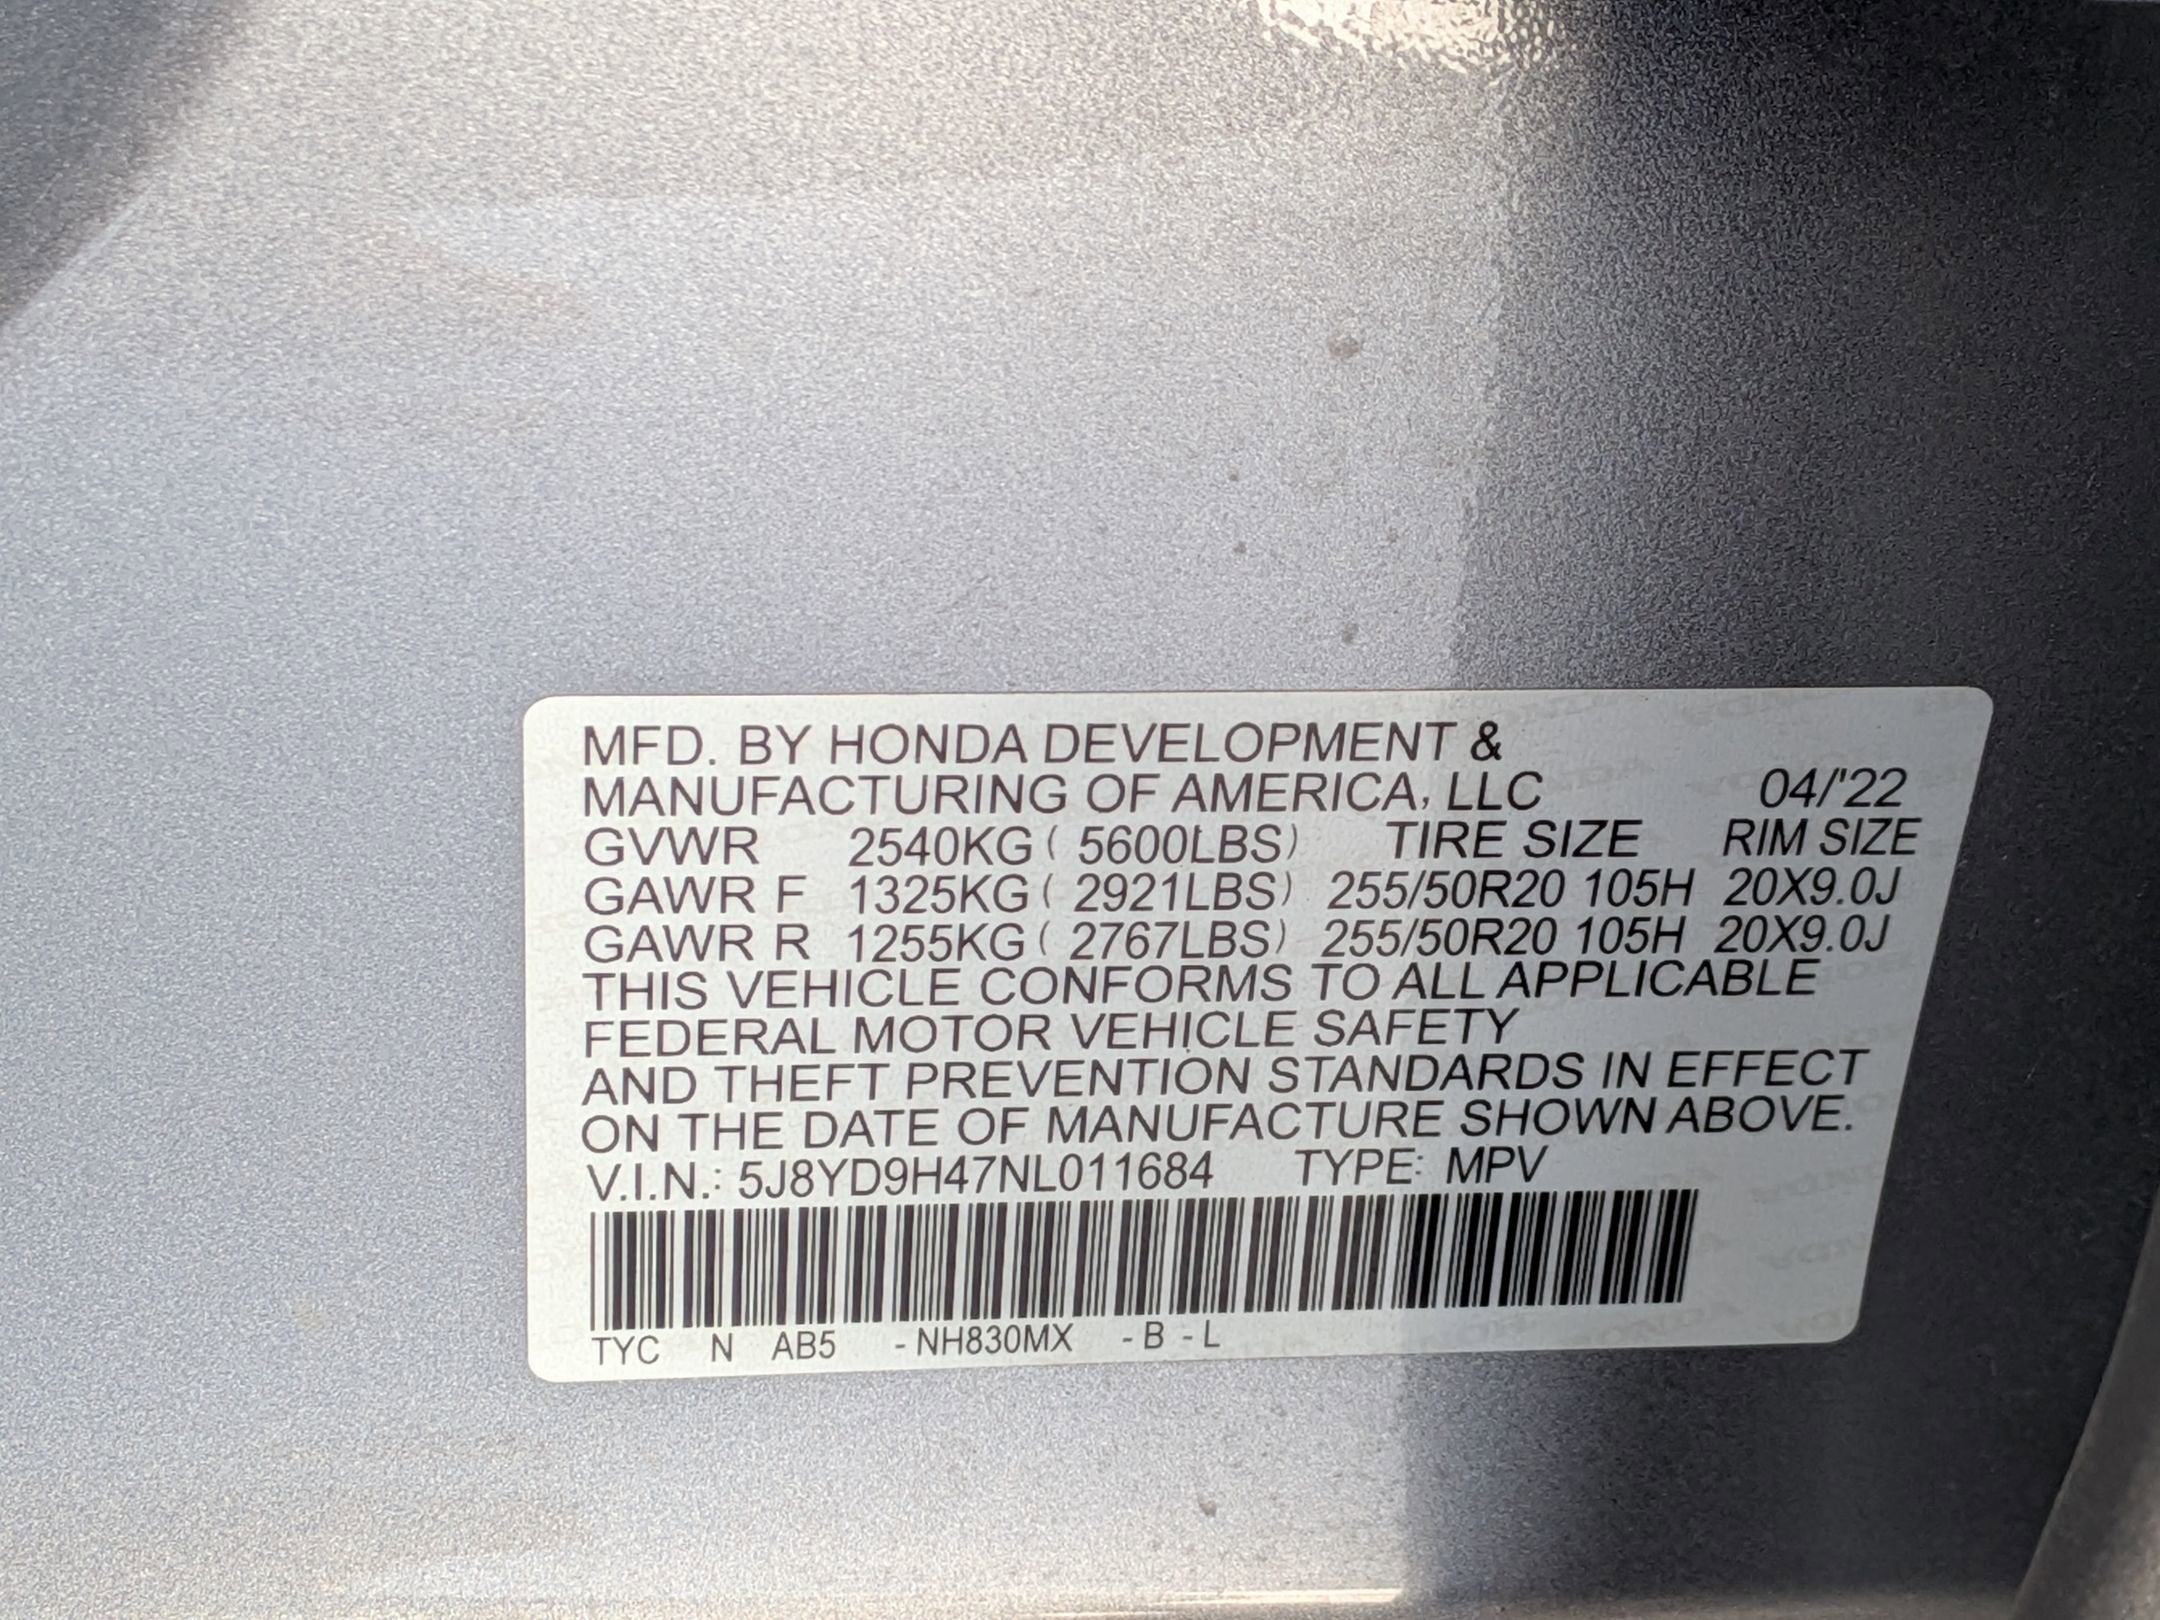 MFD. BY HONDA DEVELOPMENT &
MANUFACTURING OF AMERICA, LLC 04/'22
GVWR 2540KG ( 5600LBS) TIRE SIZE RIM SIZE
GAWR F 1325KG ( 2921LBS) 255/50R20 105H 20X9.0J
GAWR R 1255KG ( 2767LBS) 255/50R20 105H 20X9.0J
THIS VEHICLE CONFORMS TO ALL APPLICABLE
FEDERAL MOTOR VEHICLE SAFETY
AND THEFT PREVENTION STANDARDS IN EFFECT
ON THE DATE OF MANUFACTURE SHOWN ABOVE.
V.I.N.: 5J8YD9H47NL011684 TYPE: MPV
TYC N AB5 - NH830MX - B - L